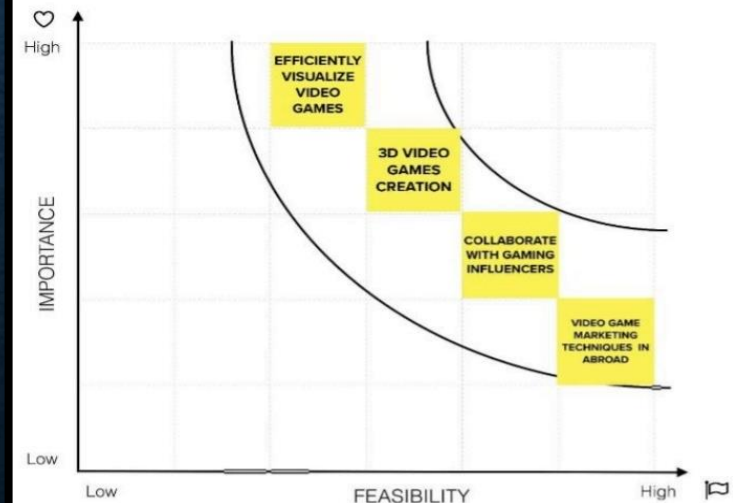 High
EFFICIENTLY
VISUALIZE
VIDEO
GAMES
3D VIDEO
GAMES
CREATION
IMPORTANCE
COLLABORATE
WITH GAMING
INFLUENCERS
VIDEO GAME
MARKETING
TECHNIQUES IN
ABROAD
Low
Low
FEASIBILITY
High